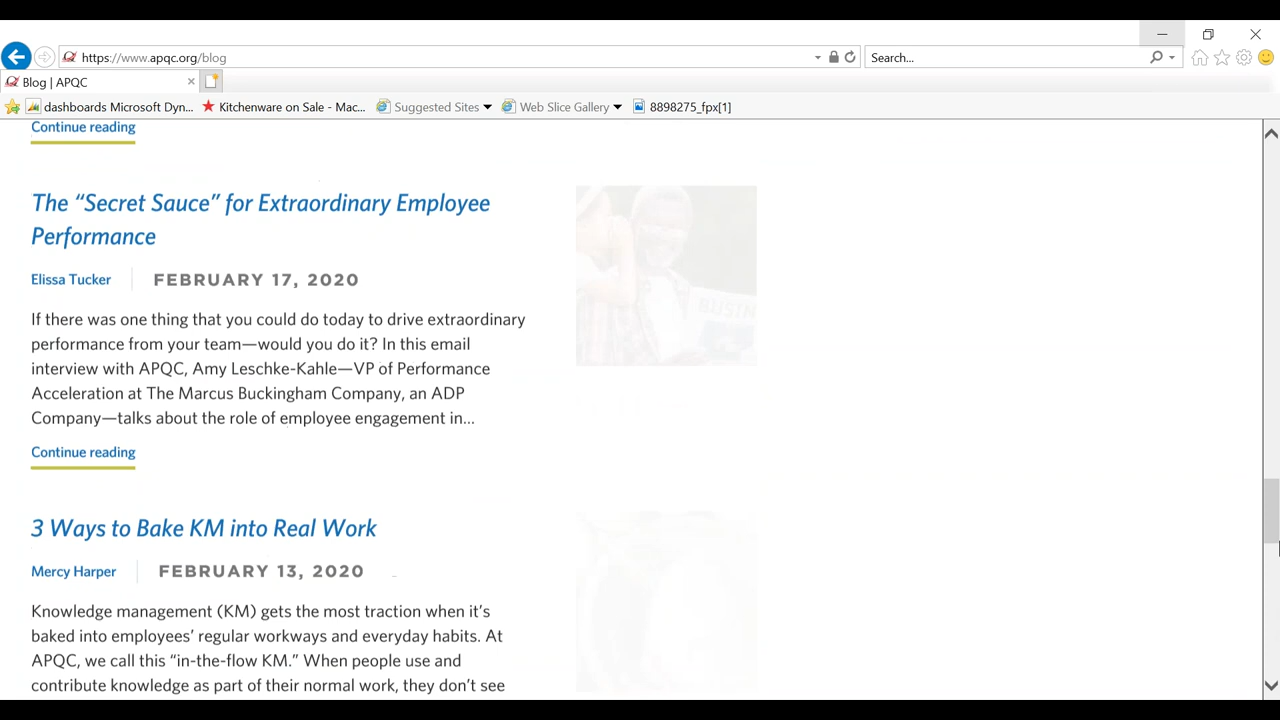 https://www.apqc.org/blog
Search...
Blog | APQC
dashboards Microsoft Dyn...
Kitchenware on Sale - Mac...
Suggested Sites
Web Slice Gallery
8898275_fpx[1]
Continue reading
The “Secret Sauce” for Extraordinary Employee
Performance
Elissa Tucker
FEBRUARY 17, 2020
If there was one thing that you could do today to drive extraordinary
performance from your team—would you do it? In this email
interview with APQC, Amy Leschke-Kahle—VP of Performance
Acceleration at The Marcus Buckingham Company, an ADP
Company—talks about the role of employee engagement in...
BUSIN
Continue reading
3 Ways to Bake KM into Real Work
Mercy Harper
FEBRUARY 13, 2020
Knowledge management (KM) gets the most traction when it’s
baked into employees’ regular workways and everyday habits. At
APQC, we call this “in-the-flow KM.” When people use and
contribute knowledge as part of their normal work, they don’t see